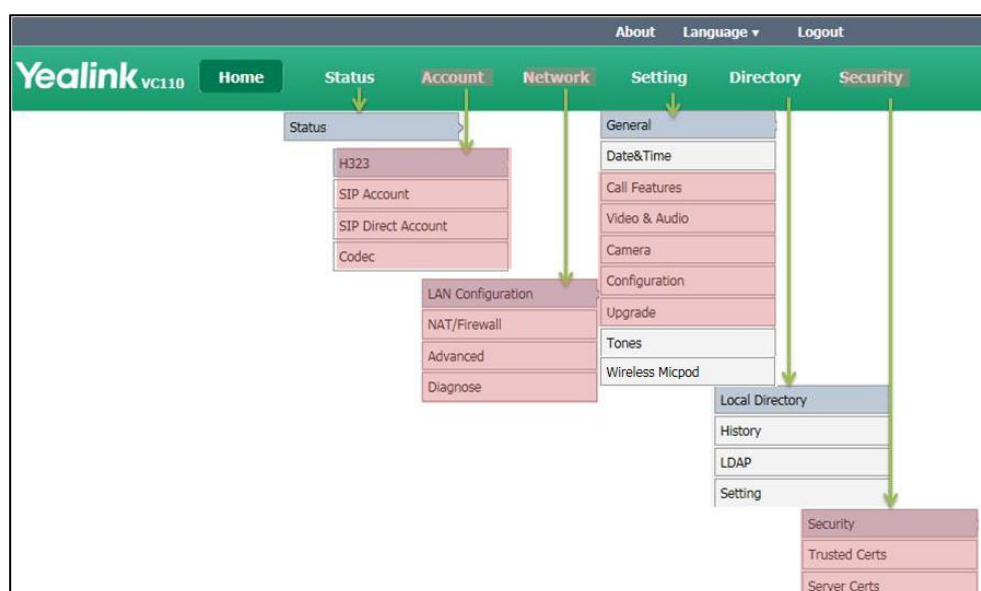 About Language ▾ Logout
Yealink VC110 Home Status Account Network Setting Directory Security
Status
H323
SIP Account
SIP Direct Account
Codec
LAN Configuration
NAT/Firewall
Advanced
Diagnose
General
Date&Time
Call Features
Video & Audio
Camera
Configuration
Upgrade
Tones
Wireless Micpod
Local Directory
History
LDAP
Setting
Security
Trusted Certs
Server Certs